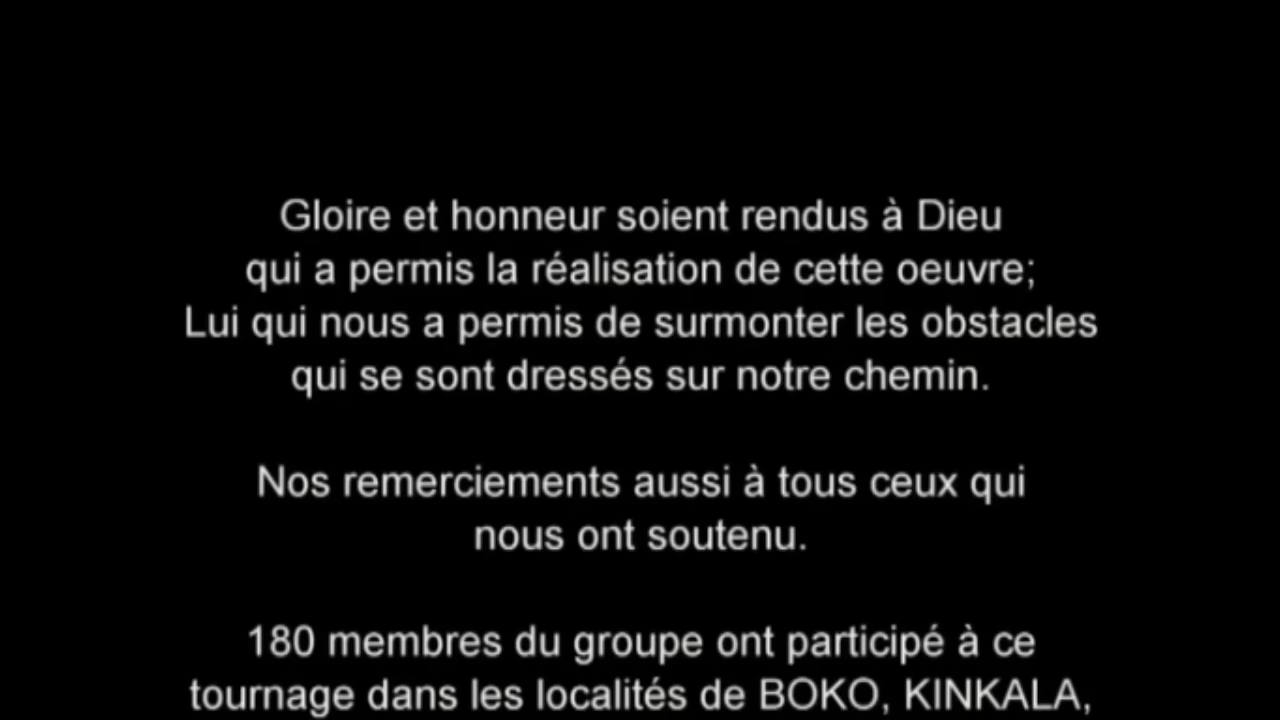 Gloire et honneur soient rendus à Dieu
qui a permis la réalisation de cette oeuvre;
Lui qui nous a permis de surmonter les obstacles
qui se sont dressés sur notre chemin.
Nos remerciements aussi à tous ceux qui
nous ont soutenu.
180 membres du groupe ont participé à ce
tournage dans les localités de BOKO, KINKALA,